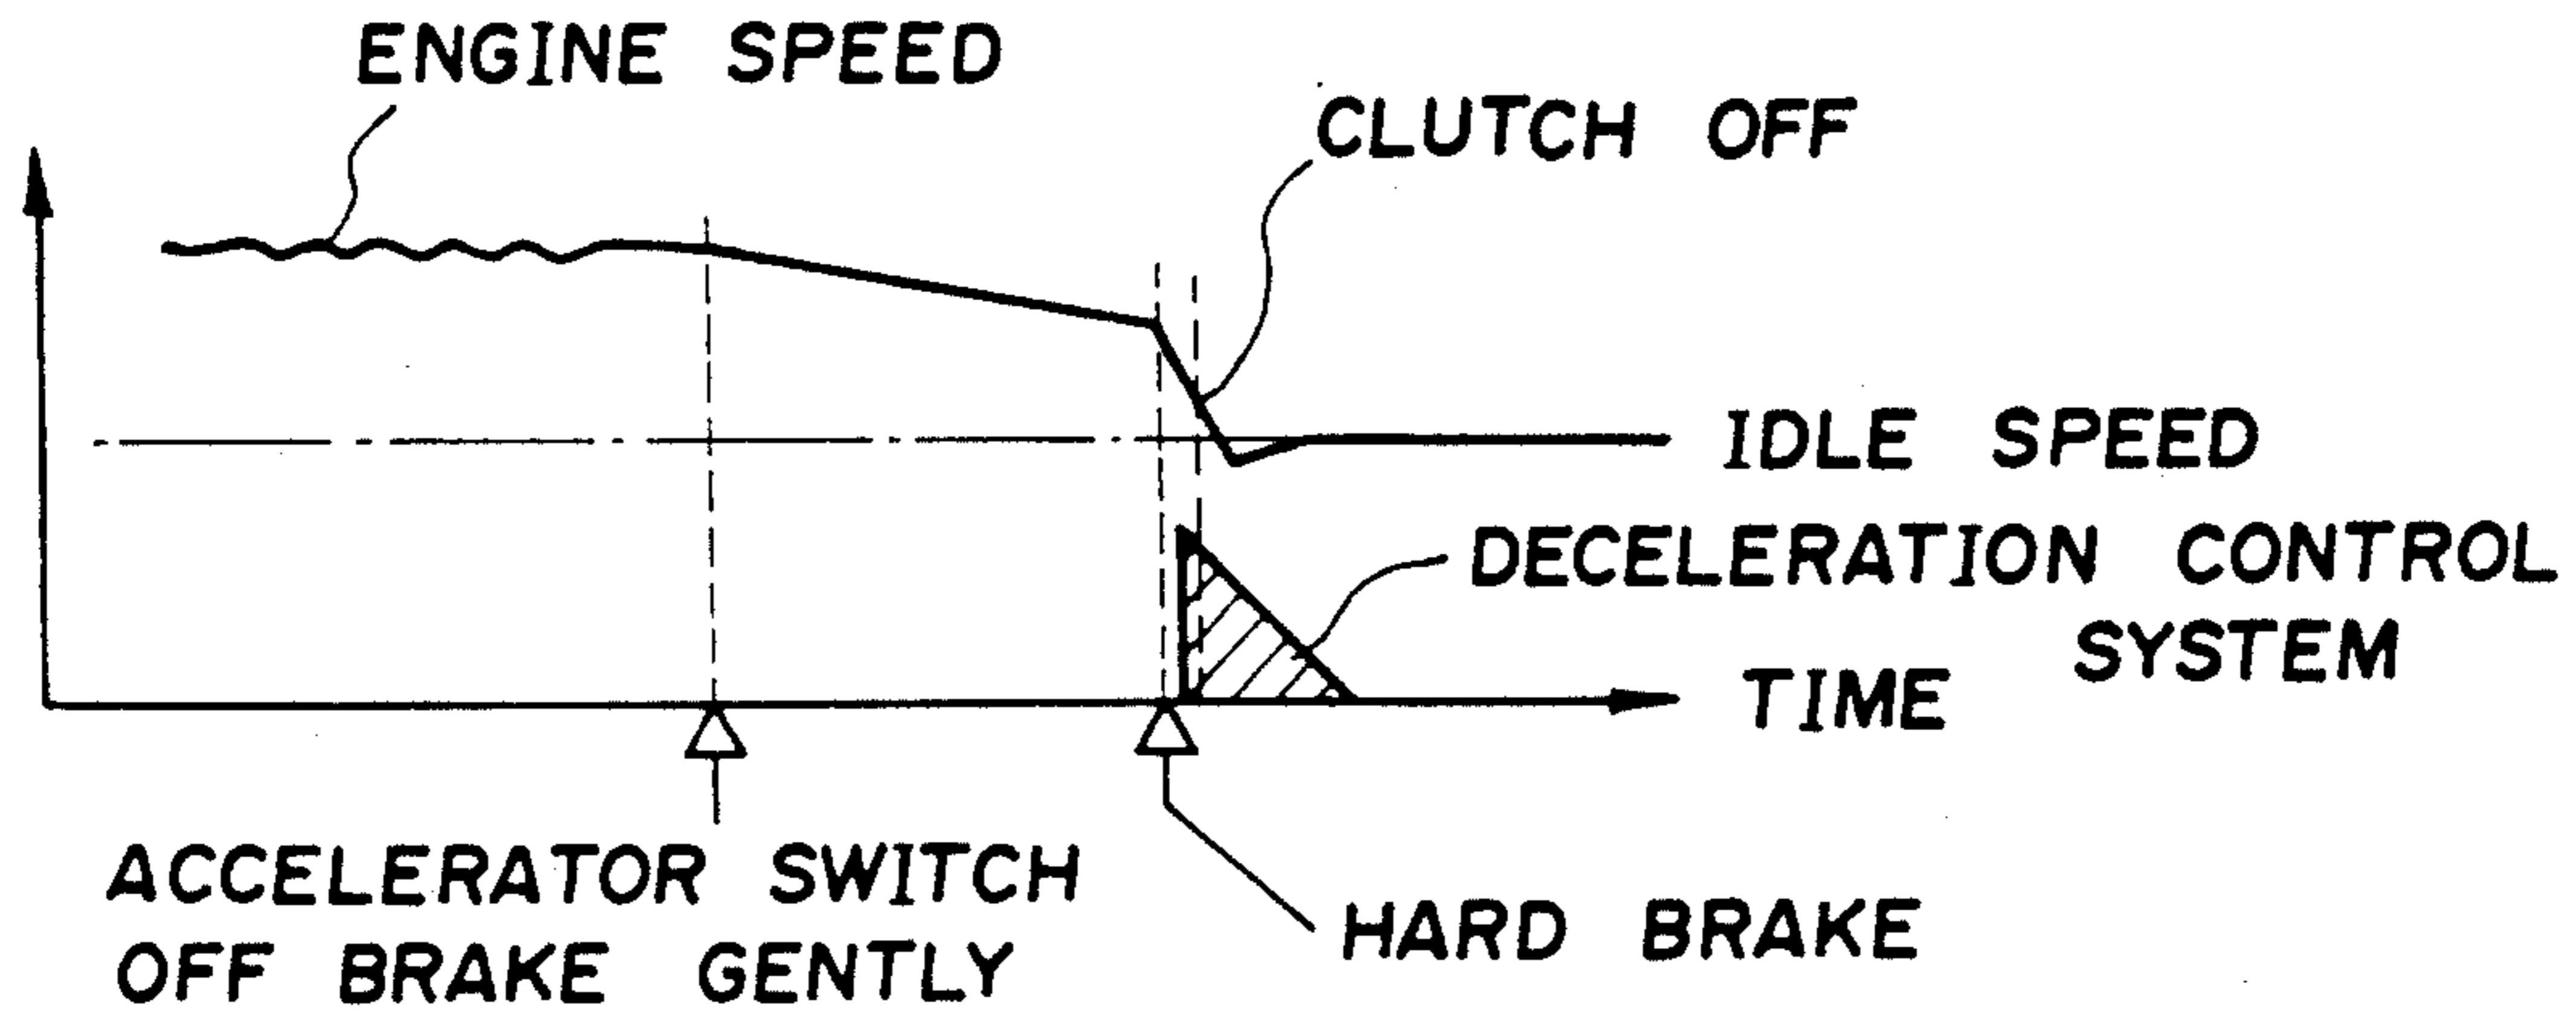 ENGINE SPEED
CLUTCH OFF
IDLE SPEED
DECELERATION CONTROL
SYSTEM
TIME
ACCELERATOR SWITCH
OFF BRAKE GENTLY
HARD BRAKE